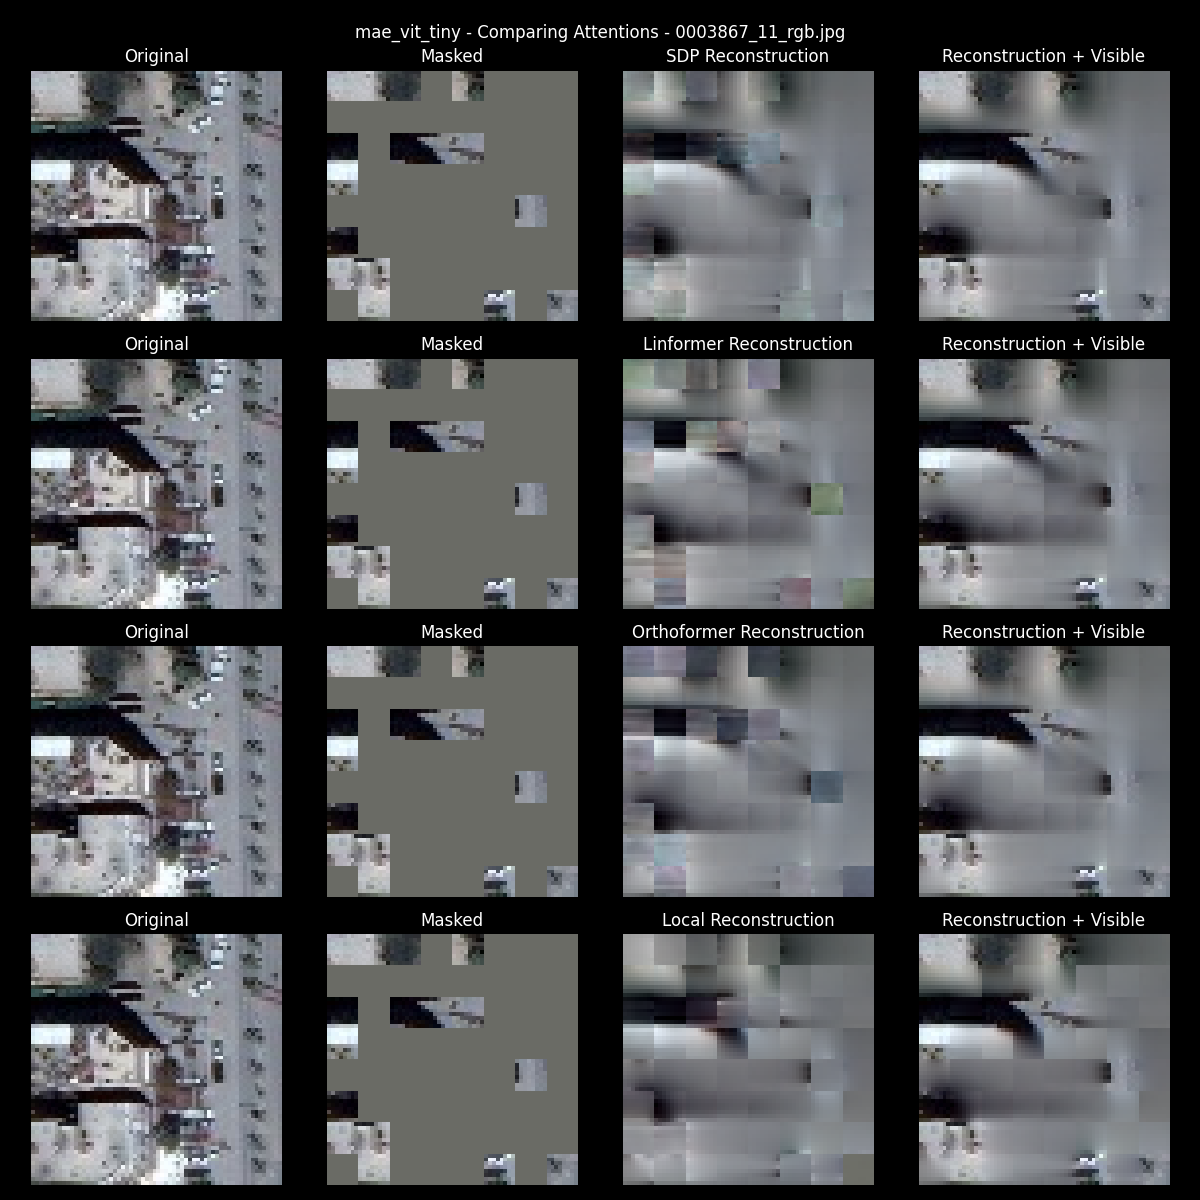 mae_vit_tiny - Comparing Attentions - 0003867_11_rgb.jpg
Original Masked SDP Reconstruction Reconstruction + Visible
Original Masked Linformer Reconstruction Reconstruction + Visible
Original Masked Orthoformer Reconstruction Reconstruction + Visible
Original Masked Local Reconstruction Reconstruction + Visible